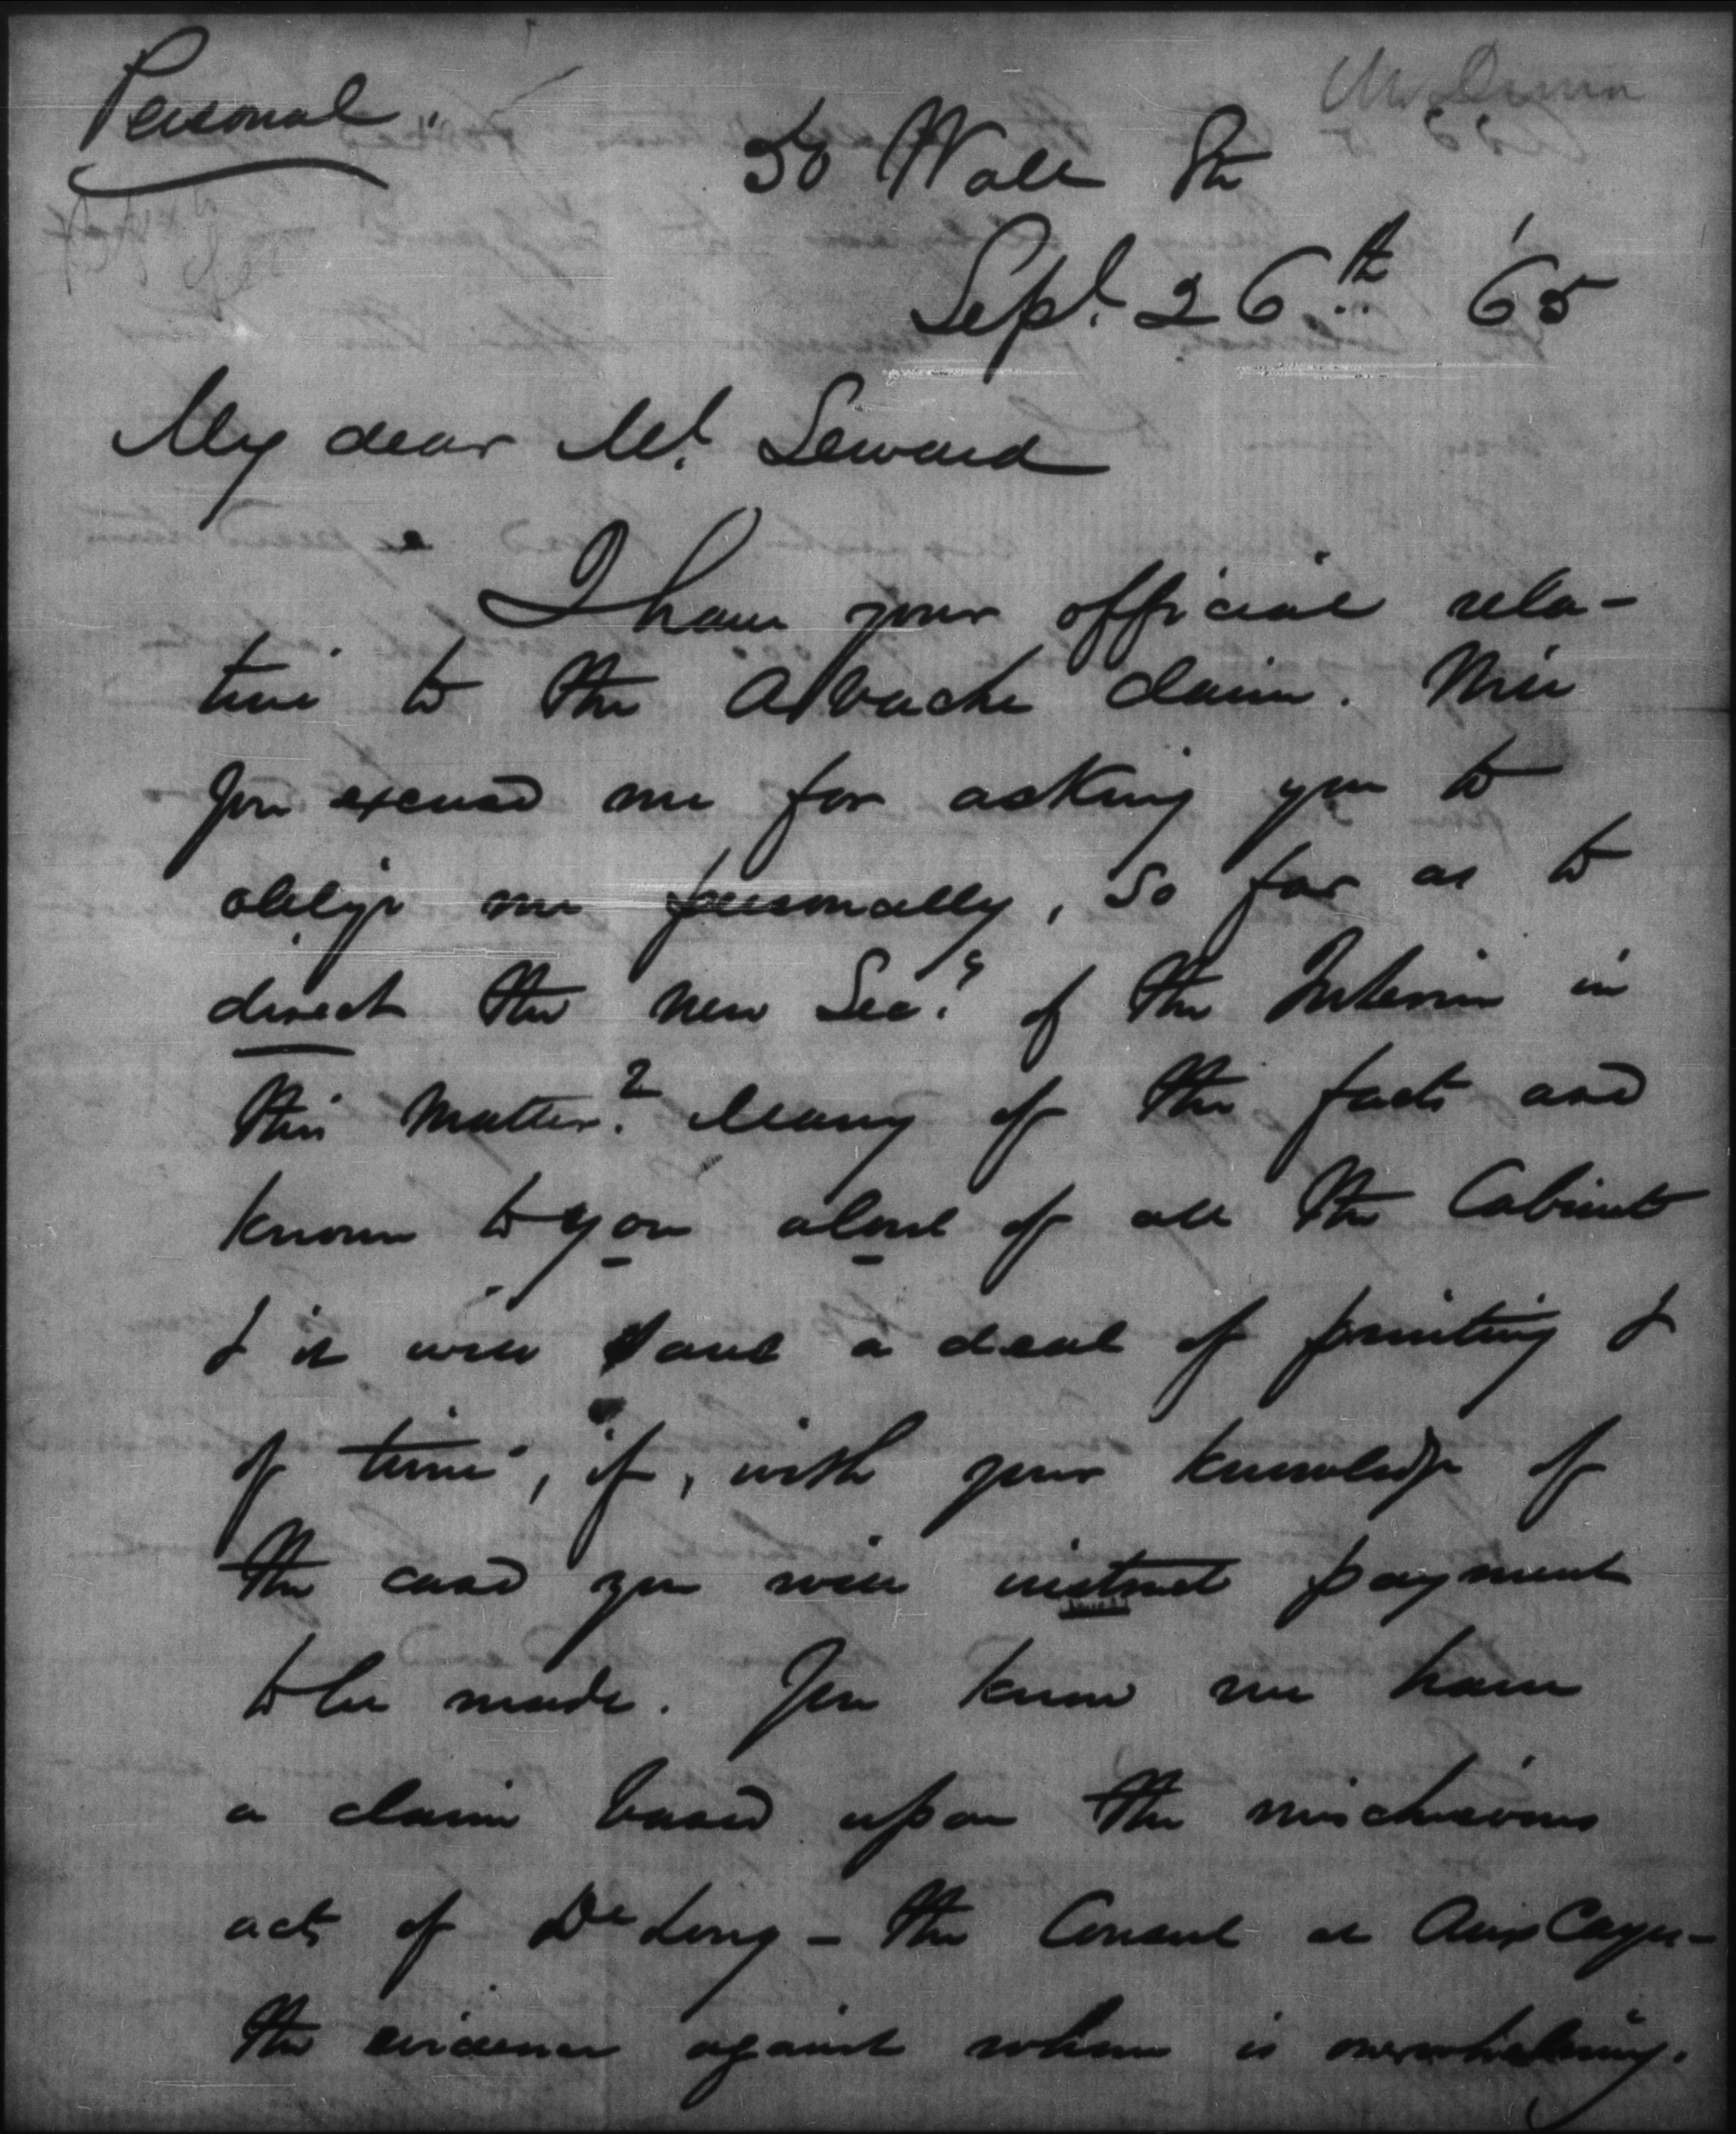 Personal.
50 Wall St
Sept. 26th '65
My dear Mr. Seward
I have your official rela-
tive to the claim. Will
you excuse me for asking you to
oblige me personally, so far as to
direct the new Secy. of the Interior in
this matter? Many of the facts are
known to you alone of all the Cabinet
& it will save a deal of printing &
of time, if, with your knowledge of
the case you will instruct payment
to be made. You know we have
a claim based upon the mischievous
acts of De Long - the Consul at Aux Cayes -
the evidence against whom is overwhelming.